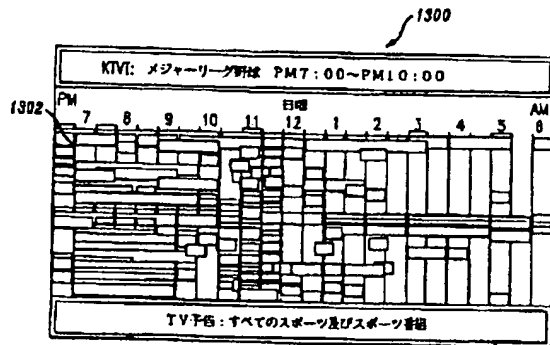 1300
KTVI: メジャーリーグ野球 PM7:00~PM10:00
1302
PM 日曜 AM
7 8 9 10 11 12 1 2 3 4 5 6
TV予告:すべてのスポーツ及びスポーツ番組